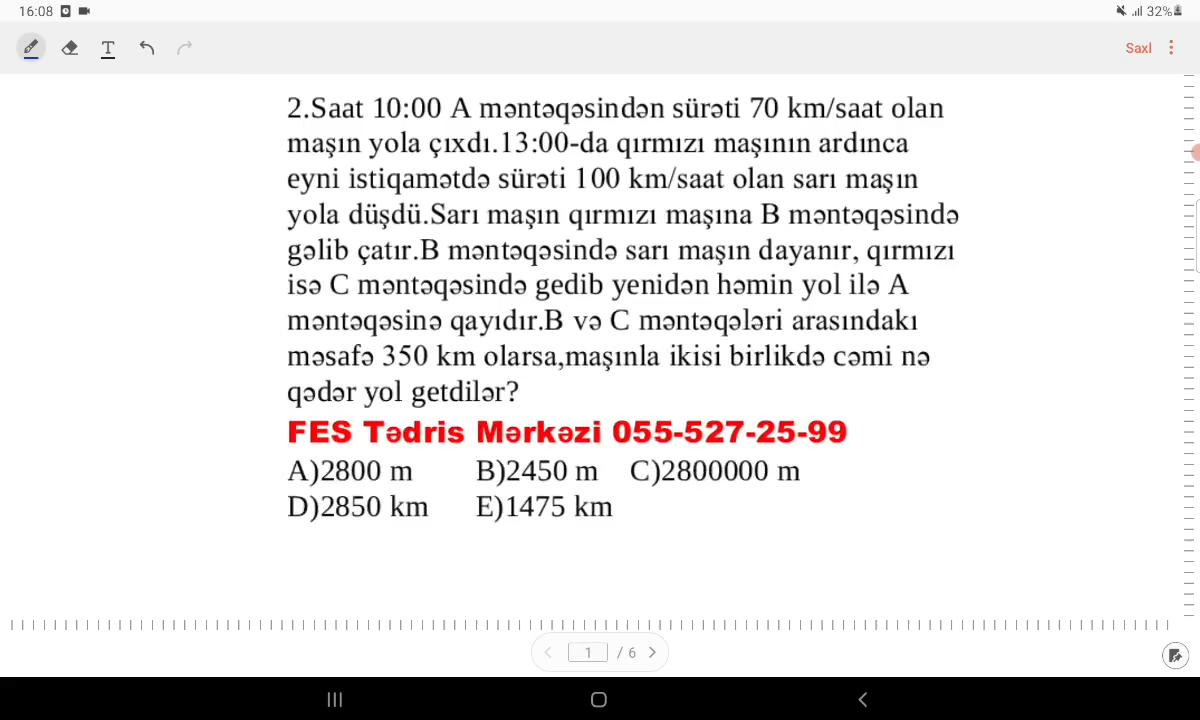 16:08
32%
T
Saxl
2.Saat 10:00 A məntəqəsindən sürəti 70 km/saat olan
maşın yola çıxdı.13:00-da qırmızı maşının ardınca
eyni istiqamətdə sürəti 100 km/saat olan sarı maşın
yola düşdü.Sarı maşın qırmızı maşına B məntəqəsində
gəlib çatır.B məntəqəsində sarı maşın dayanır, qırmızı
isə C məntəqəsində gedib yenidən həmin yol ilə A
məntəqəsinə qayıdır.B və C məntəqələri arasındakı
məsafə 350 km olarsa,maşınla ikisi birlikdə cəmi nə
qədər yol getdilər?
FES Tədris Mərkəzi 055-527-25-99
A)2800 m B)2450 m C)2800000 m
D)2850 km E)1475 km
1 / 6